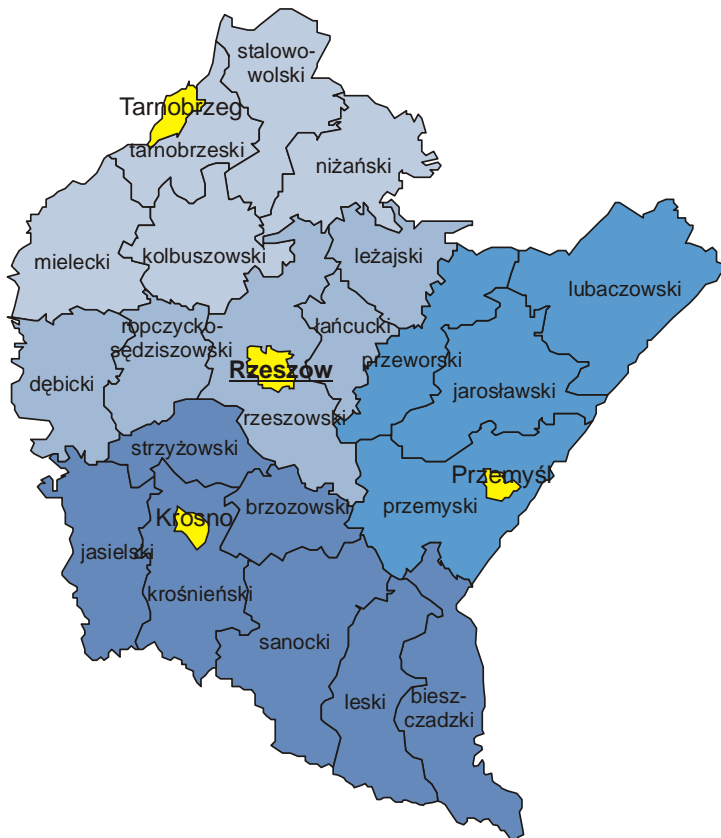 stalowo-
wolski
Tarnobrzeg
tarnobrzeski
niżański
mielecki
kolbuszowski
leżajski
lubaczowski
ropczycko-
sędziszowski
łańcucki
dębicki
Rzeszów
przeworski
jarosławski
rzeszowski
strzyżowski
Przemyśl
brzozowski
przemyski
Krosno
jasielski
krośnieński
sanocki
leski
biesz-
czadzki